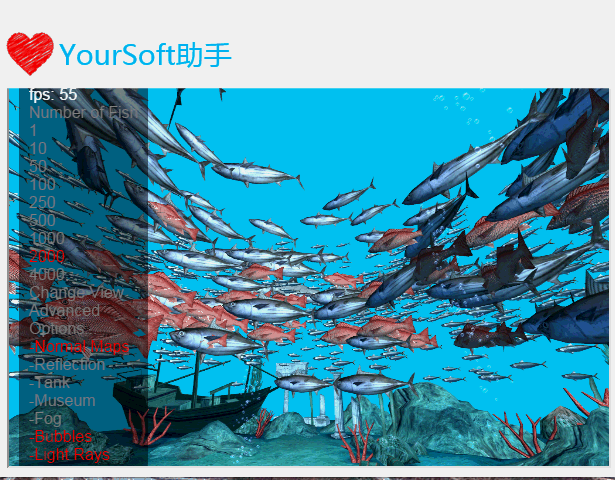 YourSoft助手
fps: 55
Number of Fish
1
10
50
100
250
500
1000
2000
4000
Change View
Advanced
Options
-Normal Maps
-Reflection
-Tank
-Museum
-Fog
-Bubbles
-Light Rays